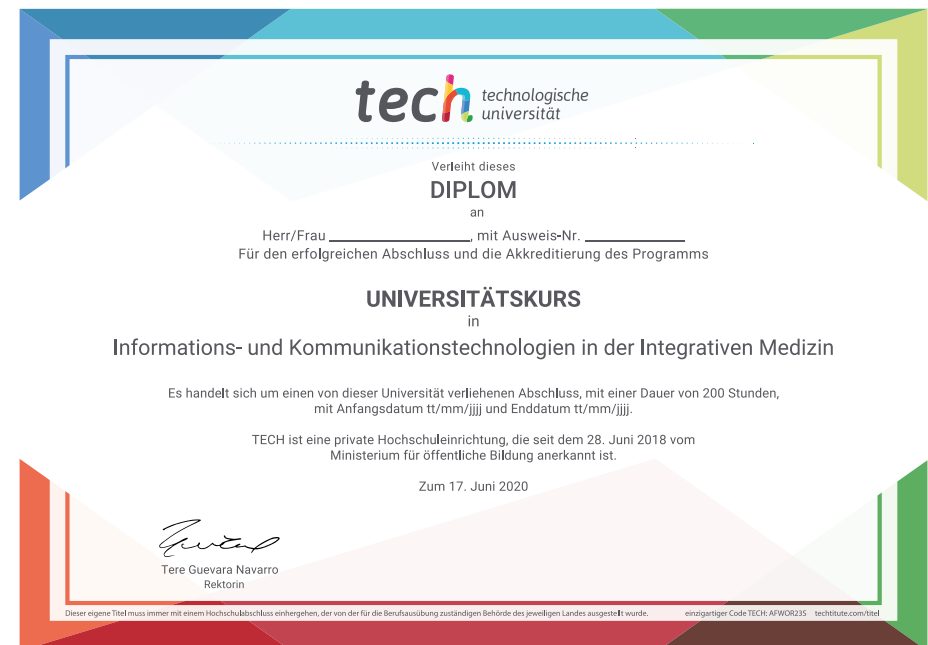 tech technologische
universität
Verleiht dieses
DIPLOM
an
Herr/Frau ____________________, mit Ausweis-Nr. ______________
Für den erfolgreichen Abschluss und die Akkreditierung des Programms
UNIVERSITÄTSKURS
in
Informations- und Kommunikationstechnologien in der Integrativen Medizin
Es handelt sich um einen von dieser Universität verliehenen Abschluss, mit einer Dauer von 200 Stunden,
mit Anfangsdatum tt/mm/jjjj und Enddatum tt/mm/jjjj.
TECH ist eine private Hochschuleinrichtung, die seit dem 28. Juni 2018 vom
Ministerium für öffentliche Bildung anerkannt ist.
Zum 17. Juni 2020
Tere Guevara Navarro
Rektorin
Dieser eigene Titel muss immer mit einem Hochschulabschluss einhergehen, der von der für die Berufsausübung zuständigen Behörde des jeweiligen Landes ausgestellt wurde. einzigartiger Code TECH: AFWOR23S techtitute.com/titel